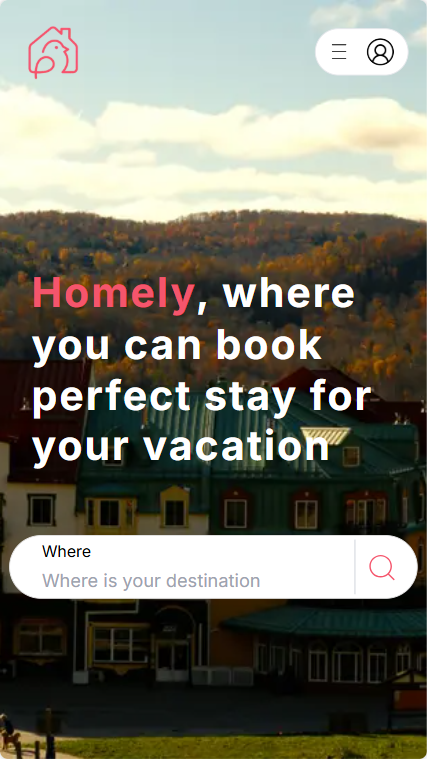 Homely, where
you can book
perfect stay for
your vacation
Where
Where is your destination